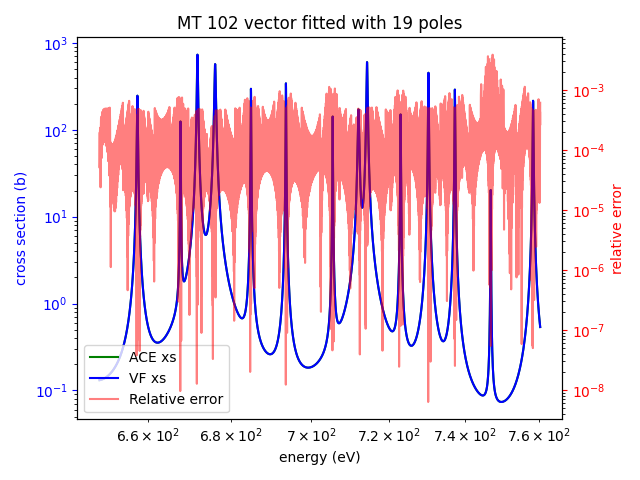 MT 102 vector fitted with 19 poles
cross section (b)
10³
10²
10¹
10⁰
10⁻¹
ACE xs
VF xs
Relative error
10⁻³
10⁻⁴
10⁻⁵
10⁻⁶
10⁻⁷
10⁻⁸
relative error
6.6 × 10² 6.8 × 10² 7 × 10² 7.2 × 10² 7.4 × 10² 7.6 × 10²
energy (eV)